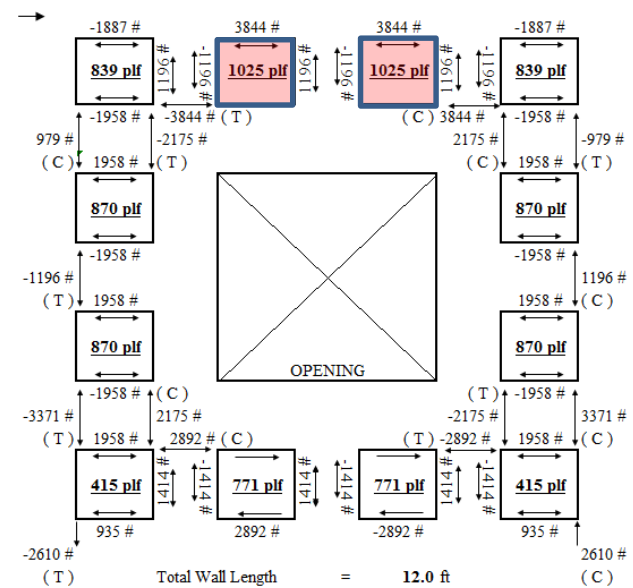 -1887 # 3844 # 3844 # -1887 #
839 plf 1196 # -1196 # 1025 plf 1196 # -1196 # 1025 plf 1196 # -1196 # 839 plf
-1958 # -3844 # ( T ) ( C ) 3844 # -1958 #
979 # -2175 # 2175 # -979 #
( C ) 1958 # ( T ) ( C ) 1958 # ( T )
870 plf 870 plf
-1958 # -1958 #
-1196 # 1196 #
( T ) 1958 # 1958 # ( C )
870 plf 870 plf
OPENING
-1958 # ( C ) ( T ) -1958 #
-3371 # 2175 # -2175 # 3371 #
( T ) 1958 # 2892 # ( C ) ( T ) -2892 # 1958 # ( C )
415 plf 1414 # -1414 # 771 plf 1414 # -1414 # 771 plf 1414 # -1414 # 415 plf
935 # 2892 # -2892 # 935 #
-2610 # 2610 #
( T ) Total Wall Length = 12.0 ft ( C )